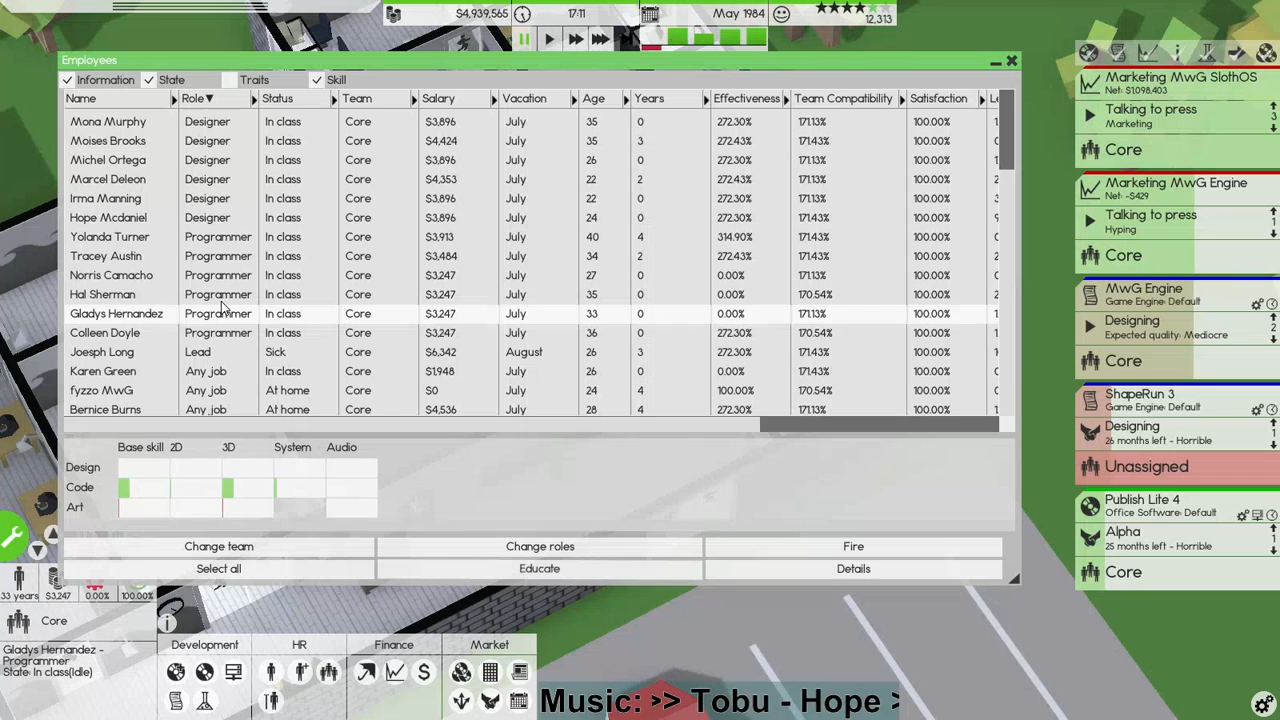 $4,939,565 17:11 May 1984 12,313
Employees
Information State Traits Skill
Name Role▼ Status Team Salary Vacation Age Years Effectiveness Team Compatibility Satisfaction
Mona Murphy Designer In class Core $3,896 July 35 0 272.30% 171.13% 100.00%
Moises Brooks Designer In class Core $4,424 July 35 3 272.43% 171.43% 100.00%
Michel Ortega Designer In class Core $3,896 July 26 0 272.30% 171.13% 100.00%
Marcel Deleon Designer In class Core $4,353 July 22 2 272.43% 171.43% 100.00%
Irma Manning Designer In class Core $3,896 July 22 0 272.30% 171.13% 100.00%
Hope Mcdaniel Designer In class Core $3,896 July 24 0 272.30% 171.43% 100.00%
Yolanda Turner Programmer In class Core $3,913 July 40 4 314.90% 171.43% 100.00%
Tracey Austin Programmer In class Core $3,484 July 34 2 272.43% 171.43% 100.00%
Norris Camacho Programmer In class Core $3,247 July 27 0 0.00% 171.13% 100.00%
Hal Sherman Programmer In class Core $3,247 July 35 0 0.00% 170.54% 100.00%
Gladys Hernandez Programmer In class Core $3,247 July 33 0 0.00% 171.13% 100.00%
Colleen Doyle Programmer In class Core $3,247 July 36 0 272.30% 170.54% 100.00%
Joesph Long Lead Sick Core $6,342 August 26 3 272.30% 171.43% 100.00%
Karen Green Any job In class Core $1,948 July 26 0 0.00% 171.13% 100.00%
fyzzo MwG Any job At home Core $0 July 24 4 100.00% 170.54% 100.00%
Bernice Burns Any job At home Core $4,536 July 28 4 272.30% 171.43% 100.00%
Base skill 2D 3D System Audio
Design
Code
Art
Change team Change roles Fire
Select all Educate Details
33 years $3,247 0.00% 100.00%
Core
Gladys Hernandez -
Programmer
State: In class(Idle)
Development HR Finance Market
Music: >> Tobu - Hope >
Marketing MwG SlothOS
Net: $1,098,403
Talking to press
Marketing
3
Core
Marketing MwG Engine
Net: -$429
Talking to press
Hyping
1
Core
MwG Engine
Game Engine: Default
Designing
Expected quality: Mediocre
2
Core
ShapeRun 3
Game Engine: Default
Designing
26 months left - Horrible
1
Unassigned
Publish Lite 4
Office Software: Default
Alpha
25 months left - Horrible
1
Core